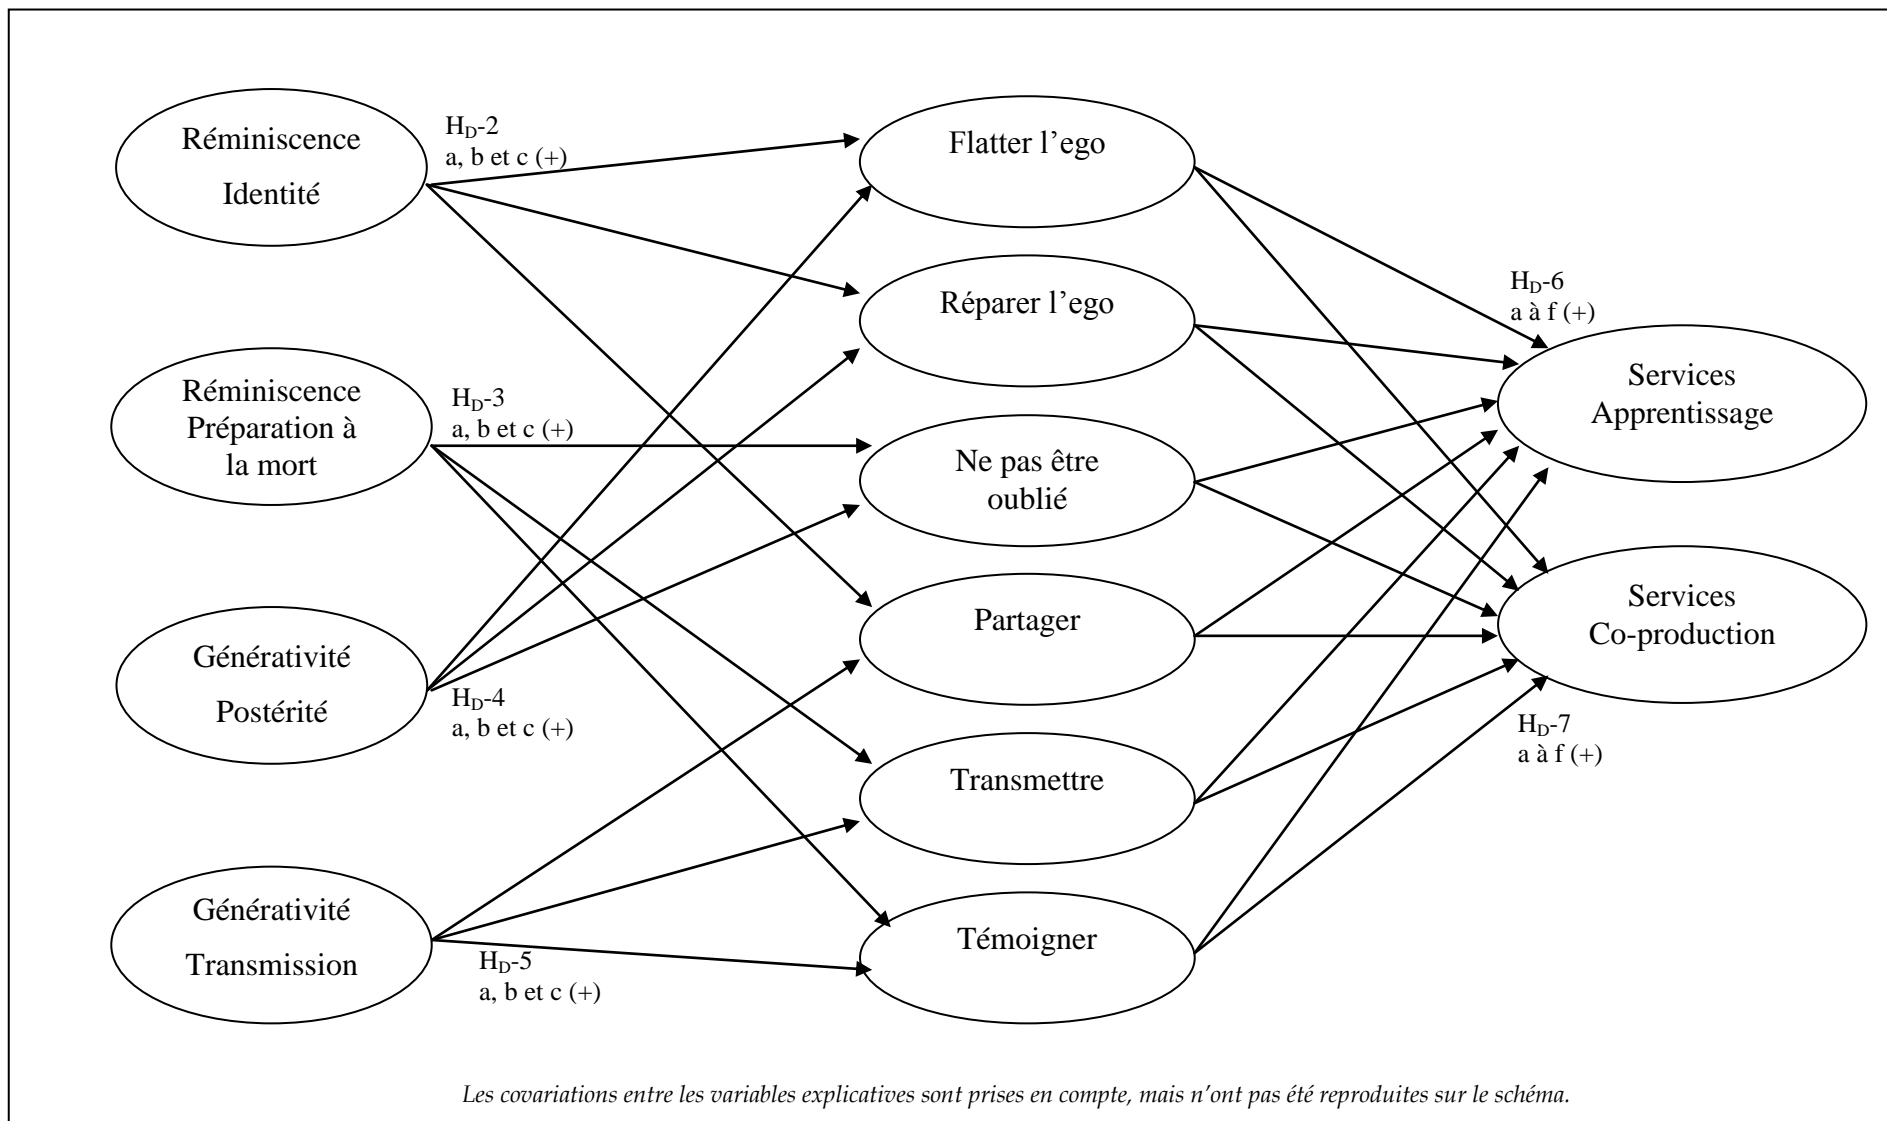 Réminiscence
Identité
H_D-2
a, b et c (+)
Flatter l’ego
Réparer l’ego
H_D-6
a à f (+)
Réminiscence
Préparation à
la mort
H_D-3
a, b et c (+)
Ne pas être
oublié
Services
Apprentissage
Générativité
Postérité
H_D-4
a, b et c (+)
Partager
Services
Co-production
H_D-7
a à f (+)
Transmettre
Générativité
Transmission
H_D-5
a, b et c (+)
Témoigner
Les covariations entre les variables explicatives sont prises en compte, mais n’ont pas été reproduites sur le schéma.